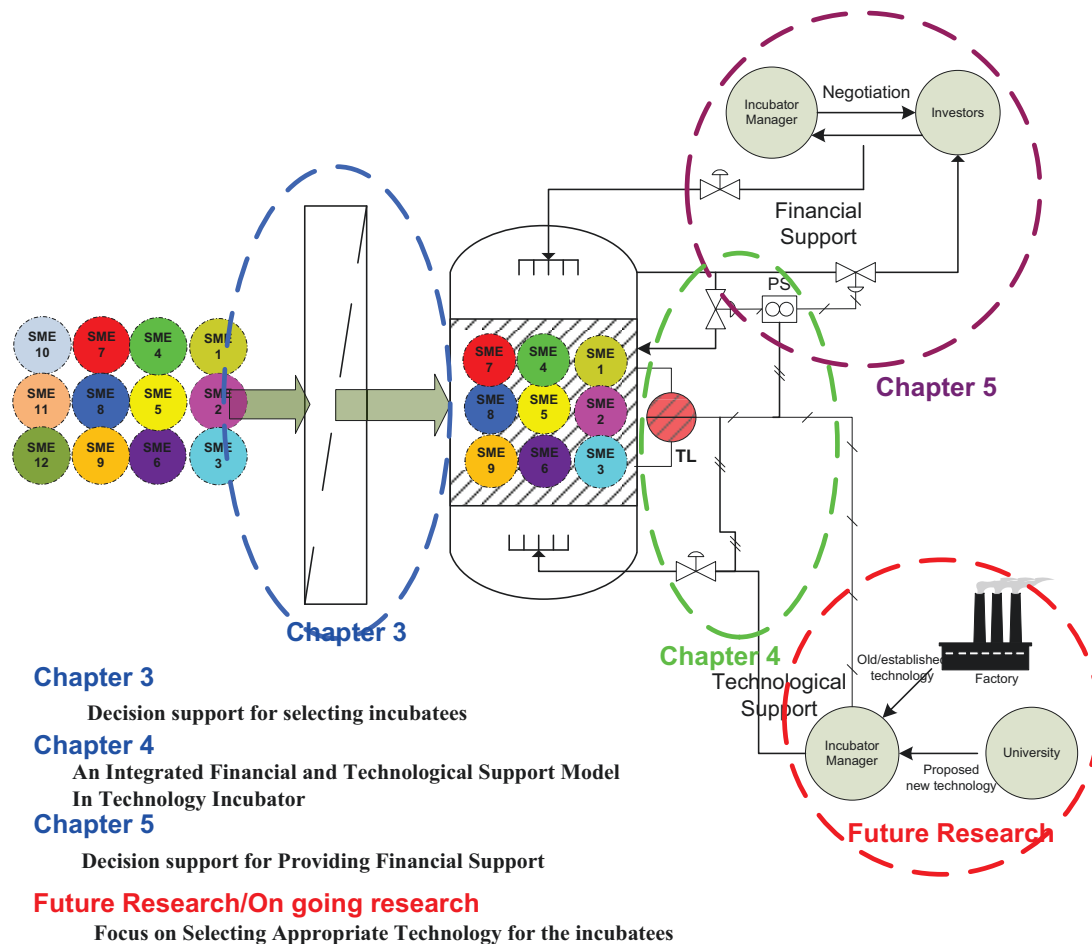 Incubator
Manager
Negotiation
Investors
Financial
Support
PS
Chapter 5
SME
10
SME
7
SME
4
SME
1
SME
11
SME
8
SME
5
SME
2
SME
12
SME
9
SME
6
SME
3
SME
7
SME
4
SME
1
SME
8
SME
5
SME
2
SME
9
SME
6
SME
3
TL
Chapter 3
Chapter 4
Technological
Support
Old/established
technology
Factory
Incubator
Manager
University
Proposed
new technology
Future Research
Chapter 3
Decision support for selecting incubatees
Chapter 4
An Integrated Financial and Technological Support Model
In Technology Incubator
Chapter 5
Decision support for Providing Financial Support
Future Research/On going research
Focus on Selecting Appropriate Technology for the incubatees